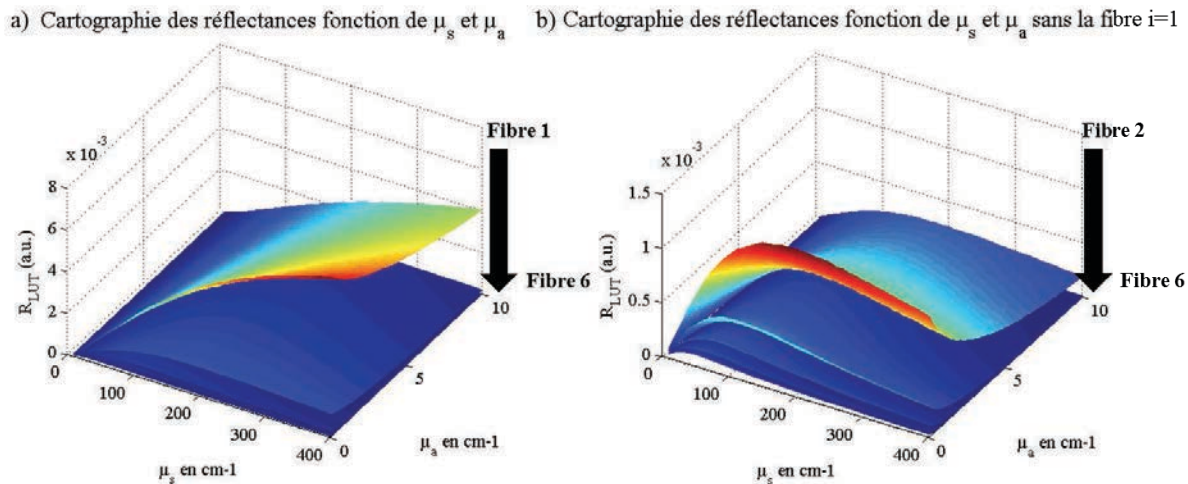 a) Cartographie des réflectances fonction de μs et μa
b) Cartographie des réflectances fonction de μs et μa sans la fibre i=1
Fibre 1
x 10-3
8
6
4
2
0
RLUT (a.u.)
Fibre 6
10
5
0
0
100
200
300
400
μa en cm-1
μs en cm-1
Fibre 2
x 10-3
1.5
1
0.5
0
RLUT (a.u.)
Fibre 6
10
5
0
0
100
200
300
400
μa en cm-1
μs en cm-1